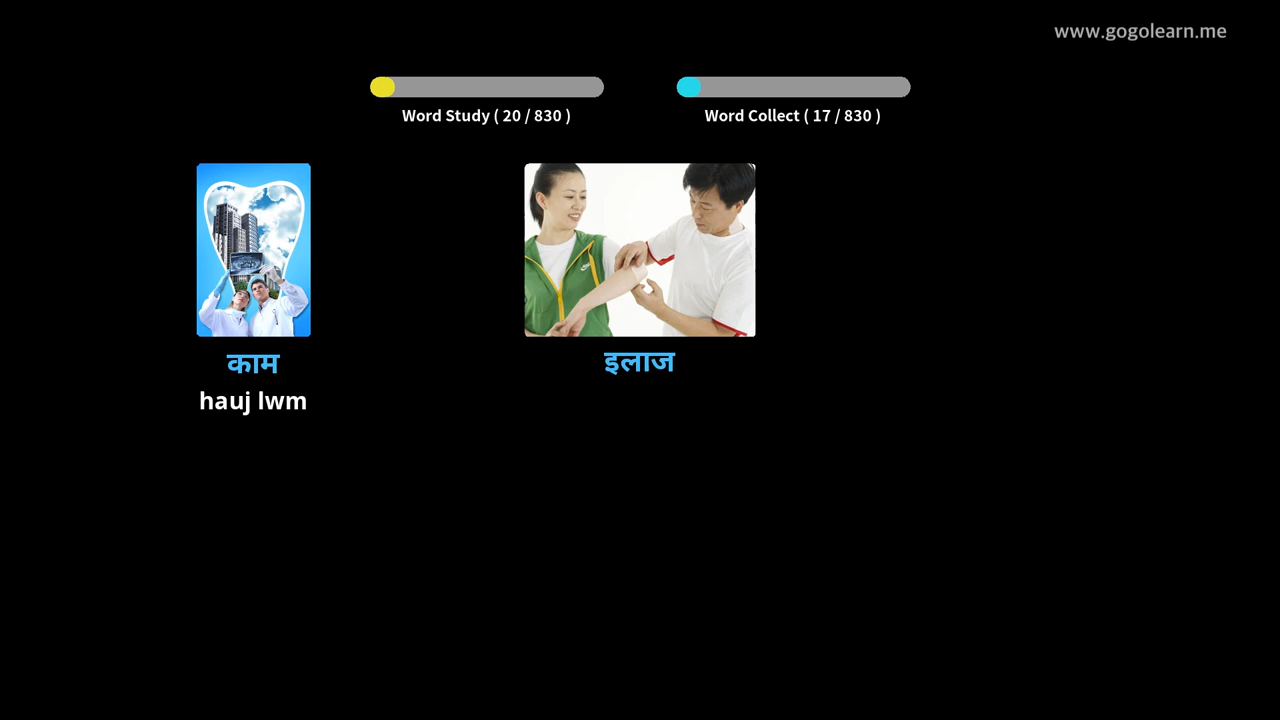 www.gogolearn.me
Word Study ( 20 / 830 )
Word Collect ( 17 / 830 )
काम
hauj lwm
इलाज